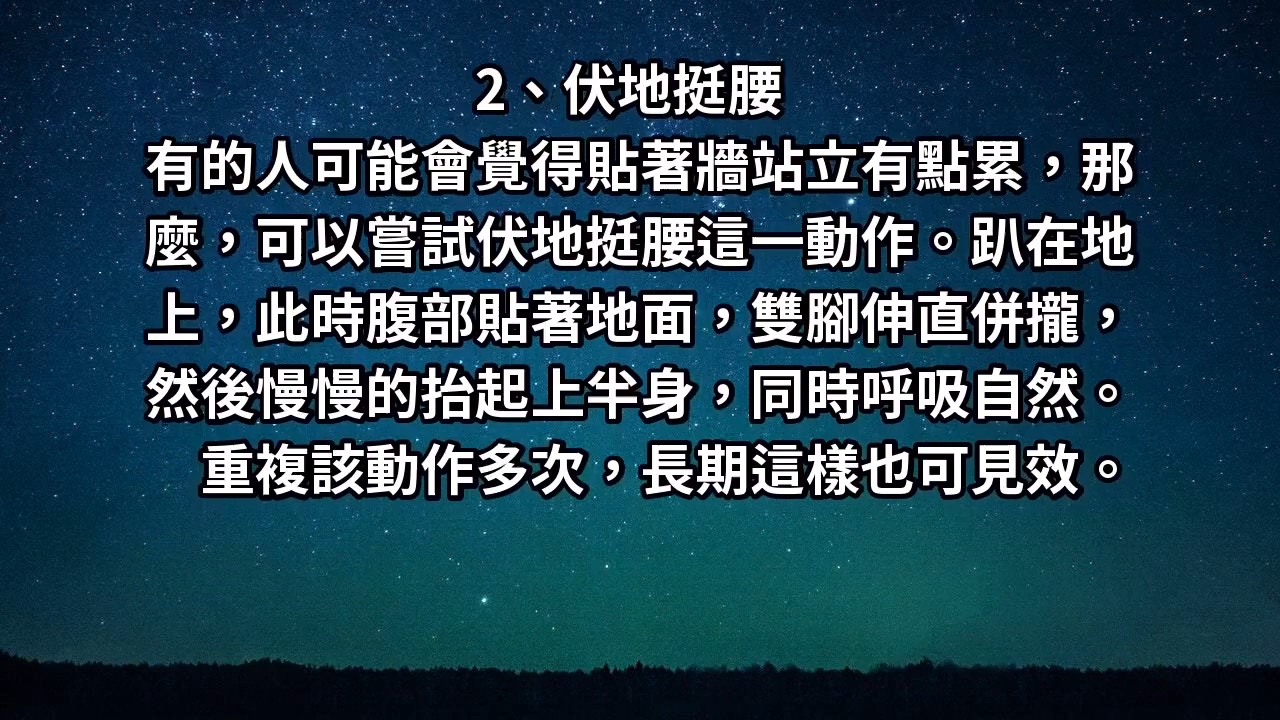 2、伏地挺腰
有的人可能會覺得貼著牆站立有點累，那
麼，可以嘗試伏地挺腰這一動作。趴在地
上，此時腹部貼著地面，雙腳伸直併攏，
然後慢慢的抬起上半身，同時呼吸自然。
重複該動作多次，長期這樣也可見效。